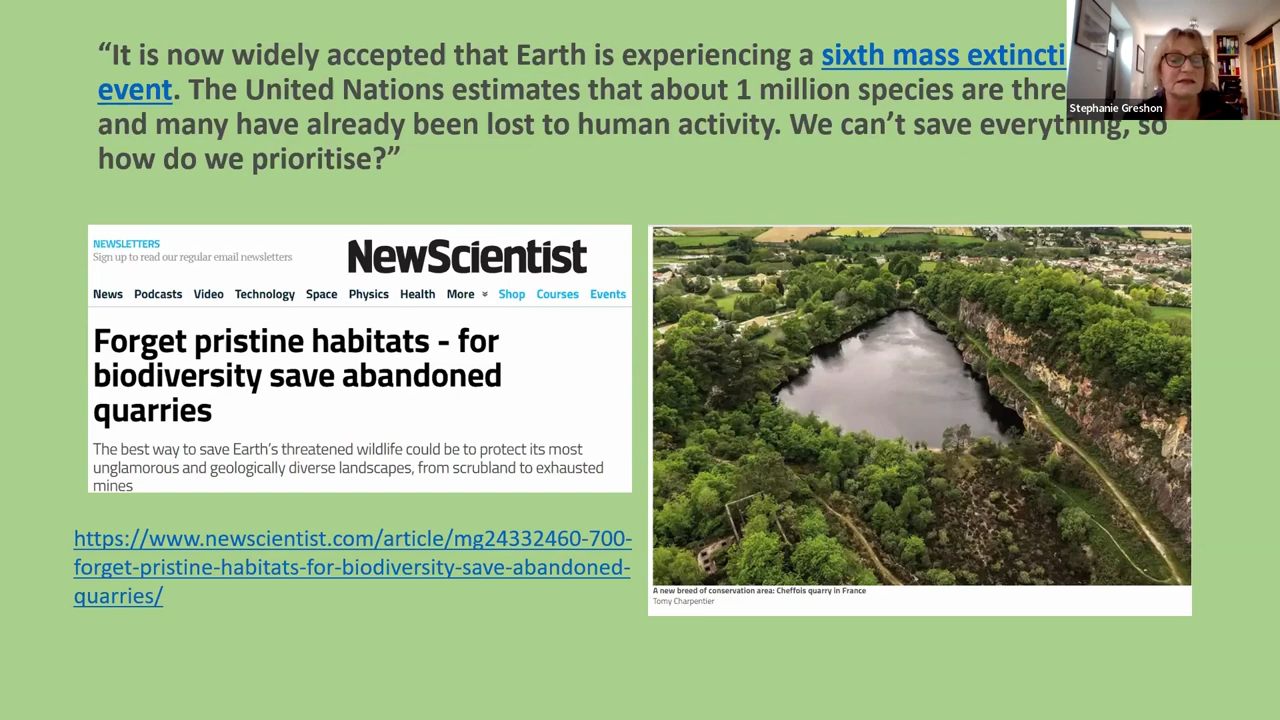 “It is now widely accepted that Earth is experiencing a sixth mass extincti
event. The United Nations estimates that about 1 million species are thre
and many have already been lost to human activity. We can’t save everything, so
how do we prioritise?”
Stephanie Greshon
NEWSLETTERS
Sign up to read our regular email newsletters
NewScientist
News Podcasts Video Technology Space Physics Health More Shop Courses Events
Forget pristine habitats - for
biodiversity save abandoned
quarries
The best way to save Earth’s threatened wildlife could be to protect its most
unglamorous and geologically diverse landscapes, from scrubland to exhausted
mines
https://www.newscientist.com/article/mg24332460-700-
forget-pristine-habitats-for-biodiversity-save-abandoned-
quarries/
A new breed of conservation area: Cheffois quarry in France
Tomy Charpentier